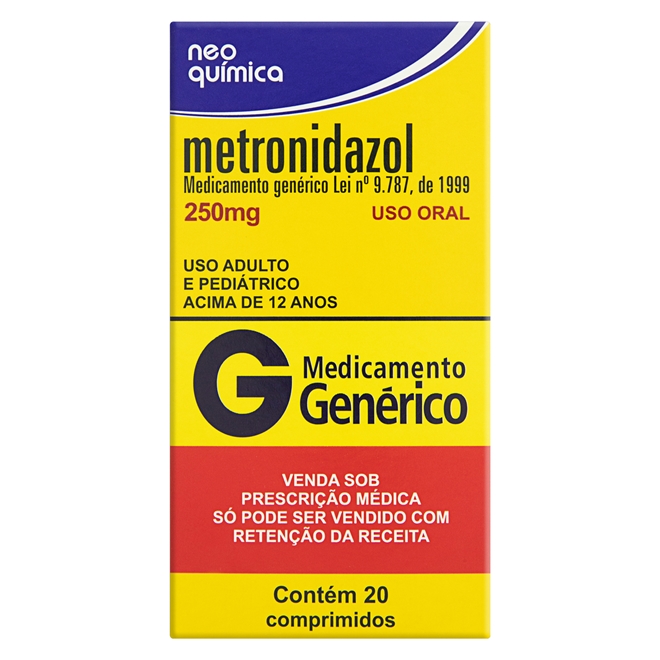 neo
química
metronidazol
Medicamento genérico Lei nº 9.787, de 1999
250mg USO ORAL
USO ADULTO
E PEDIÁTRICO
ACIMA DE 12 ANOS
G Medicamento
Genérico
VENDA SOB
PRESCRIÇÃO MÉDICA
SÓ PODE SER VENDIDO COM
RETENÇÃO DA RECEITA
Contém 20
comprimidos